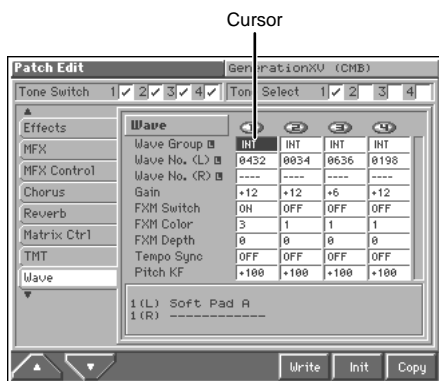 Cursor
Patch Edit GenerationXV (CMB)
Tone Switch 1 2 3 4 Tone Select 1 2 3 4
Effects
MFX
MFX Control
Chorus
Reverb
Matrix Ctrl
TMT
Wave
Wave 1 2 3 4
Wave Group INT INT INT INT
Wave No. (L) 0432 0034 0636 0198
Wave No. (R) ---- ---- ---- ----
Gain +12 +12 +6 +12
FXM Switch ON OFF OFF OFF
FXM Color 3 1 1 1
FXM Depth 0 0 0 0
Tempo Sync OFF OFF OFF OFF
Pitch KF +100 +100 +100 +100
1(L) Soft Pad A
1(R) ------------
Write Init Copy